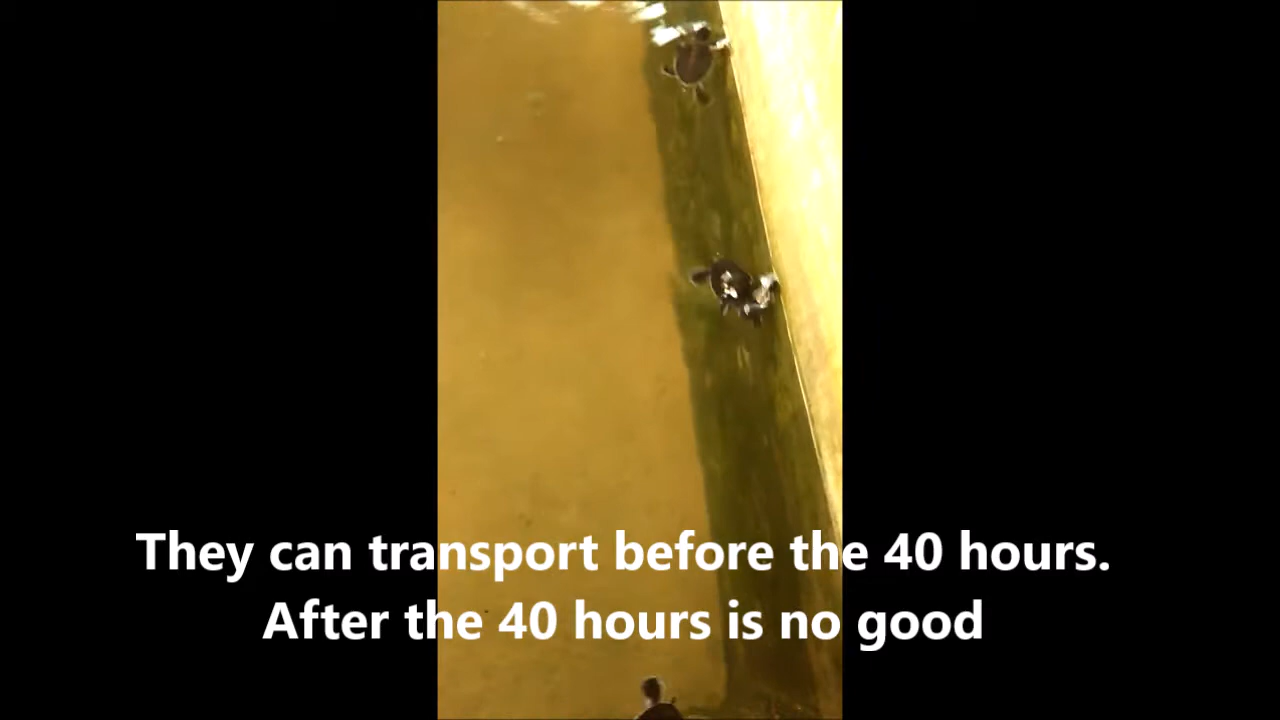 They can transport before the 40 hours.
After the 40 hours is no good